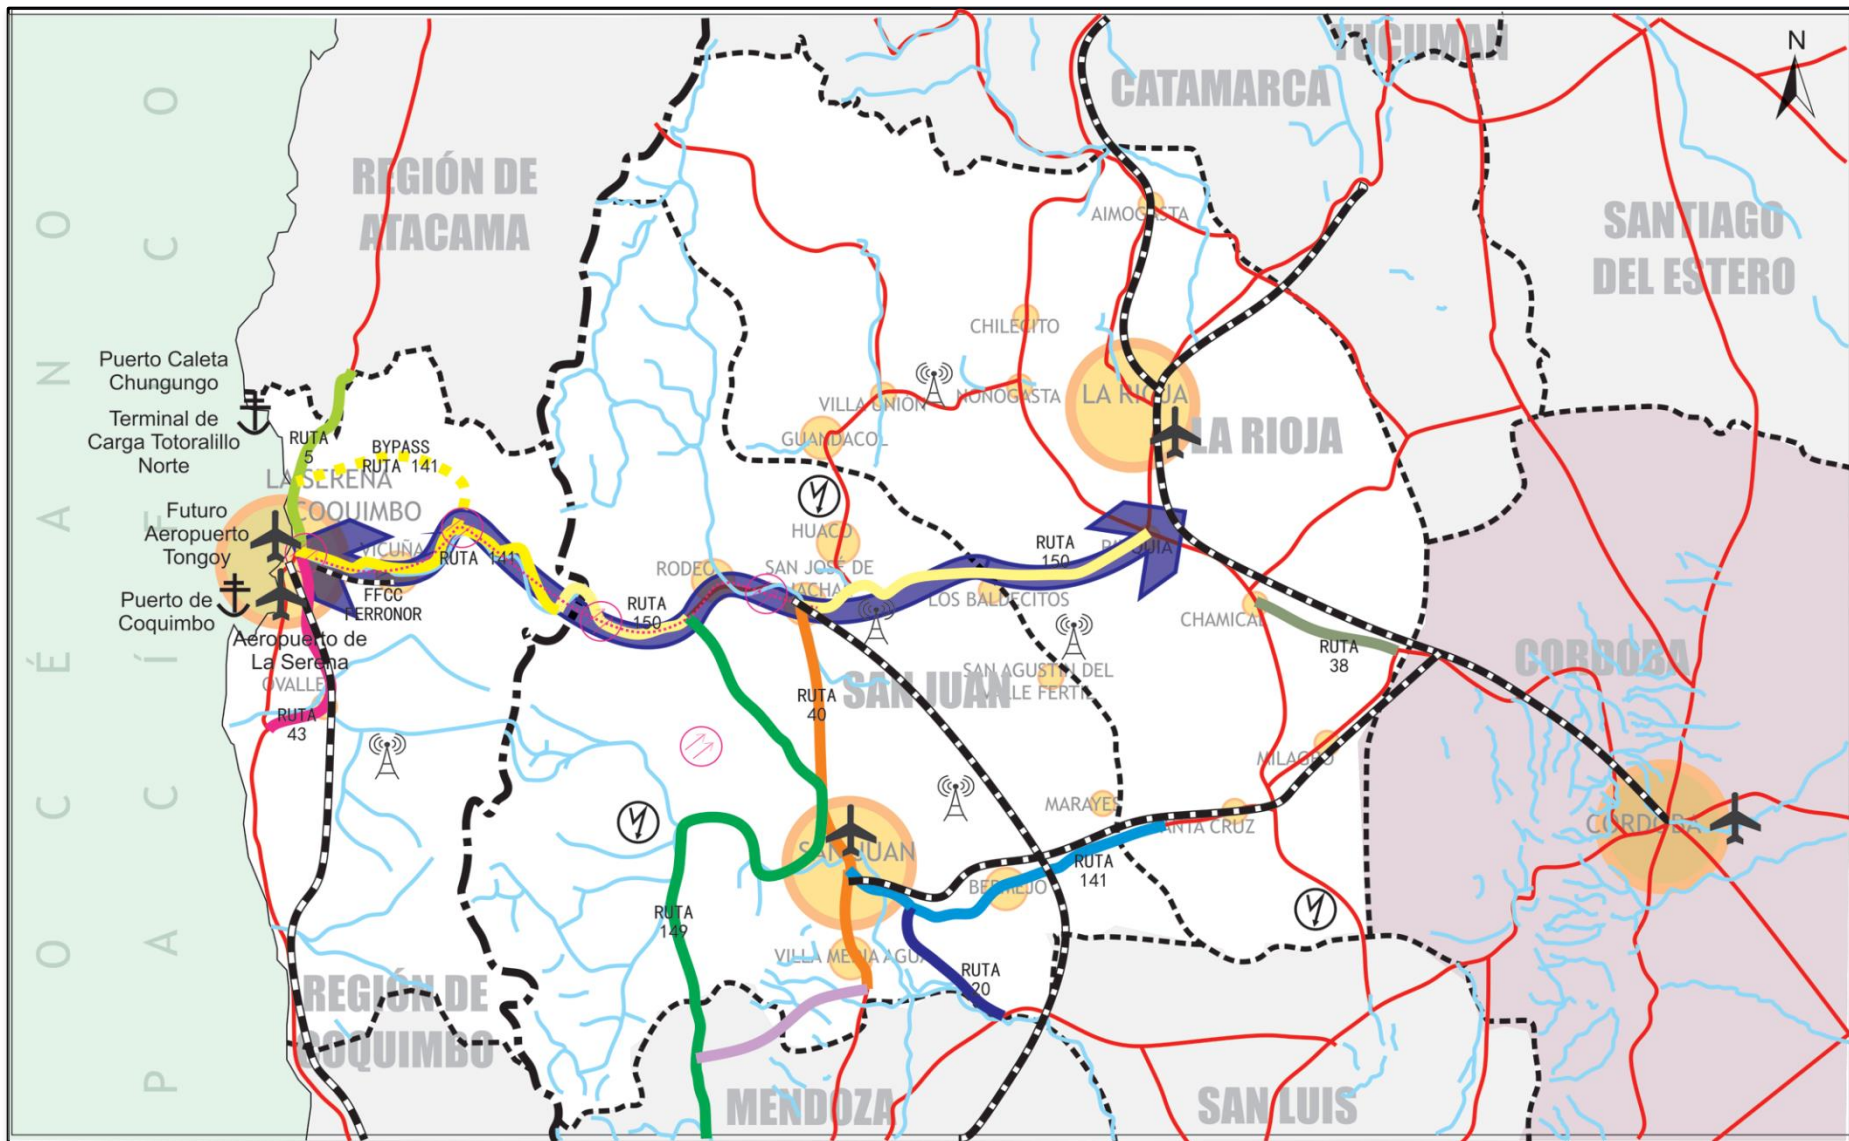 OCÉANO
PACÍFICO
N
TUCUMAN
CATAMARCA
REGIÓN DE
ATACAMA
SANTIAGO
DEL ESTERO
AIMOGASTA
CHILECITO
NONOGASTA
VILLA UNION
GUANDACOL
LA RIOJA
LA RIOJA
Puerto Caleta
Chungungo
Terminal de
Carga Totoralillo
Norte
RUTA
5
BYPASS
RUTA 141
LA SERENA
COQUIMBO
Futuro
Aeropuerto
Tongoy
VICUÑA
RUTA 141
FFCC
FERRONOR
Puerto de
Coquimbo
Aeropuerto de
La Serena
OVALLE
RUTA
43
HUACO
RODEO
SAN JOSÉ DE
JACHAL
RUTA
150
RUTA
150
PATQUIA
LOS BALDECITOS
CHAMICAL
RUTA
38
CORDOBA
SAN AGUSTIN DEL
VALLE FERTIL
SAN JUAN
RUTA
40
MILAGRO
MARAYES
SANTA CRUZ
CORDOBA
SAN JUAN
BERMEJO
RUTA
141
RUTA
149
VILLA MEDIA AGUA
RUTA
20
REGIÓN DE
COQUIMBO
MENDOZA
SAN LUIS